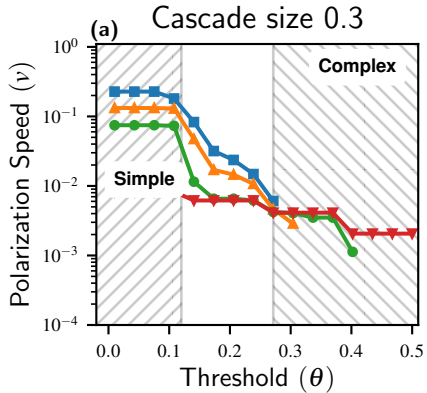 Cascade size 0.3
(a)
Complex
Simple
Polarization Speed (ν)
10⁰
10⁻¹
10⁻²
10⁻³
10⁻⁴
0.0 0.1 0.2 0.3 0.4 0.5
Threshold (θ)